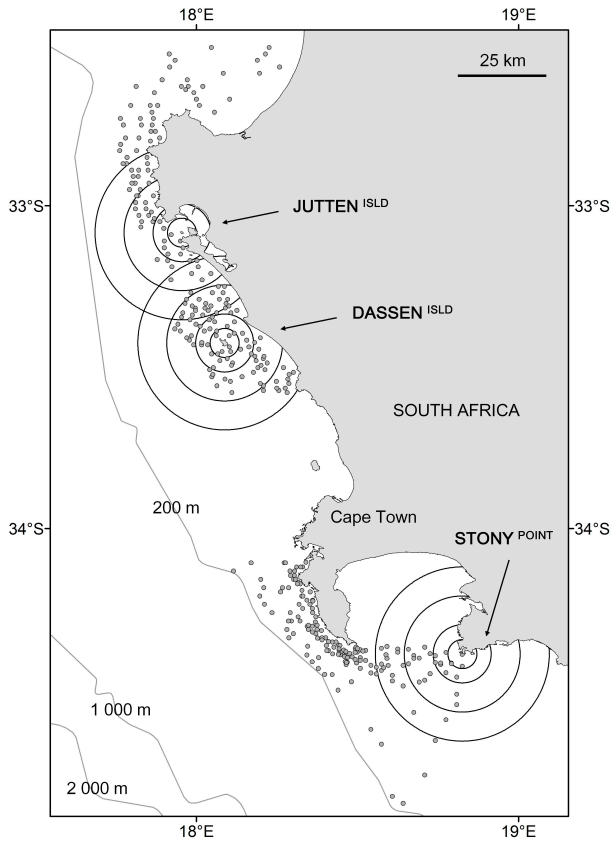 18°E 19°E
25 km
33°S 33°S
JUTTEN ISLD
DASSEN ISLD
SOUTH AFRICA
200 m
Cape Town
34°S 34°S
STONY POINT
1 000 m
2 000 m
18°E 19°E